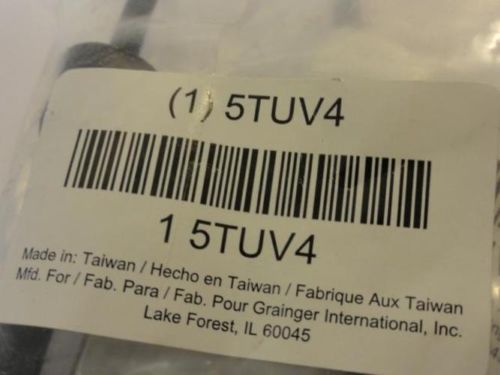 (1) 5TUV4
1 5TUV4
Made in: Taiwan / Hecho en Taiwan / Fabrique Aux Taiwan
Mfd. For / Fab. Para / Fab. Pour Grainger International, Inc.
Lake Forest, IL 60045